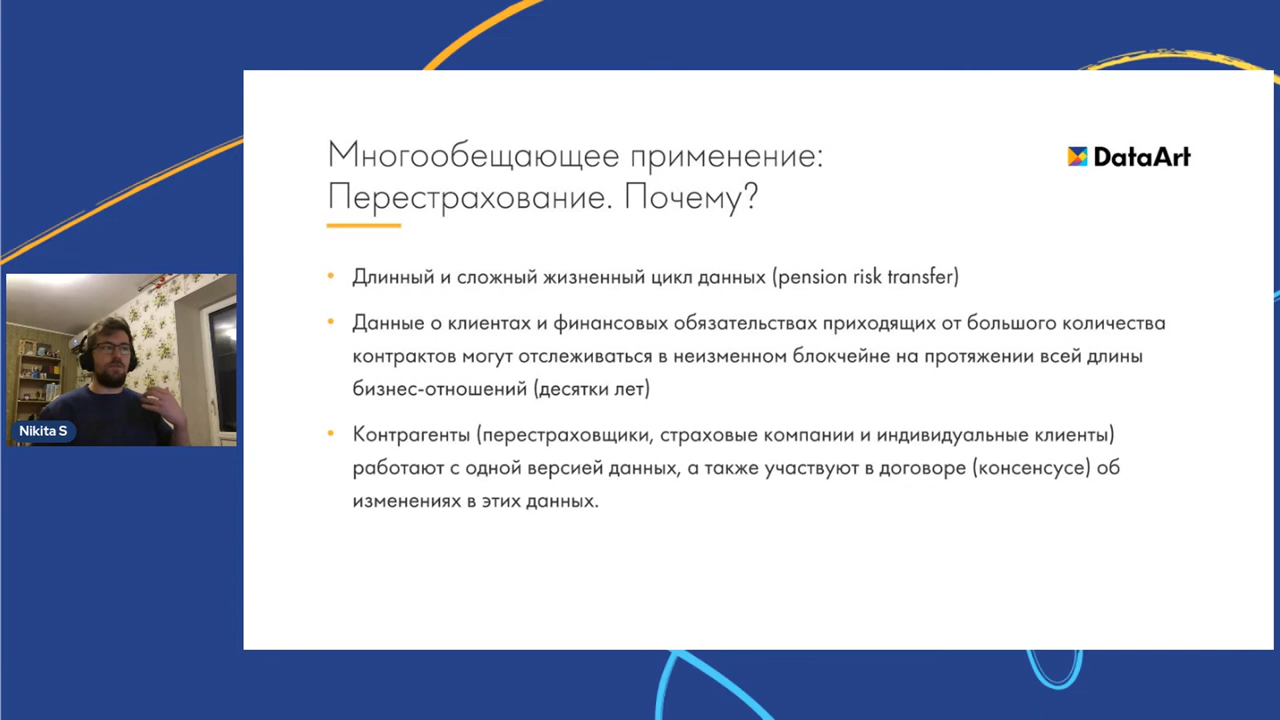 Многообещающее применение:
Перестрахование. Почему?
DataArt
• Длинный и сложный жизненный цикл данных (pension risk transfer)
• Данные о клиентах и финансовых обязательствах приходящих от большого количества
контрактов могут отслеживаться в неизменном блокчейне на протяжении всей длины
бизнес-отношений (десятки лет)
• Контрагенты (перестраховщики, страховые компании и индивидуальные клиенты)
работают с одной версией данных, а также участвуют в договоре (консенсусе) об
изменениях в этих данных.
Nikita S